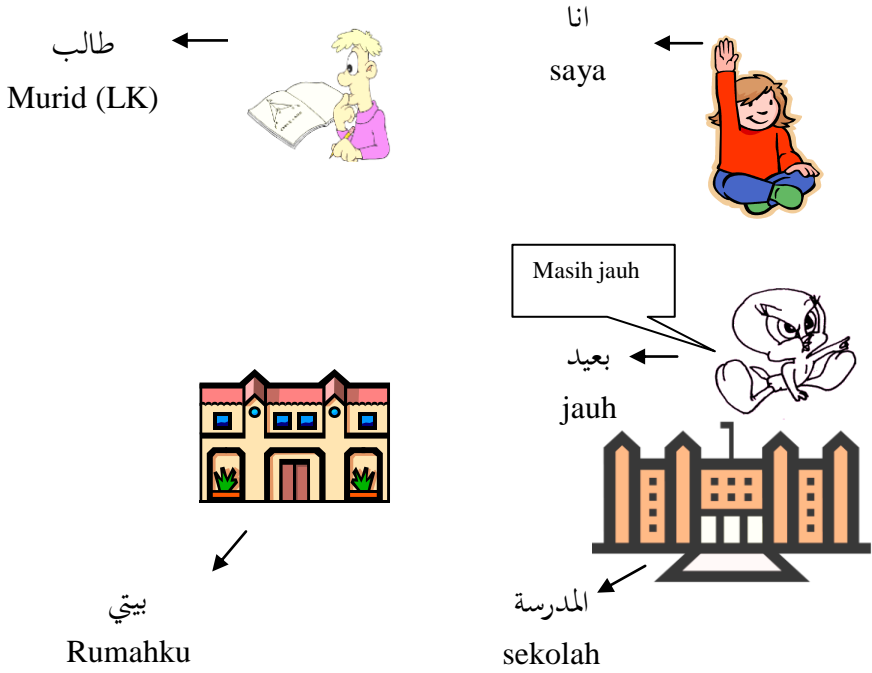 انا
saya
طالب
Murid (LK)
Masih jauh
بعيد
jauh
المدرسة
sekolah
بيتي
Rumahku